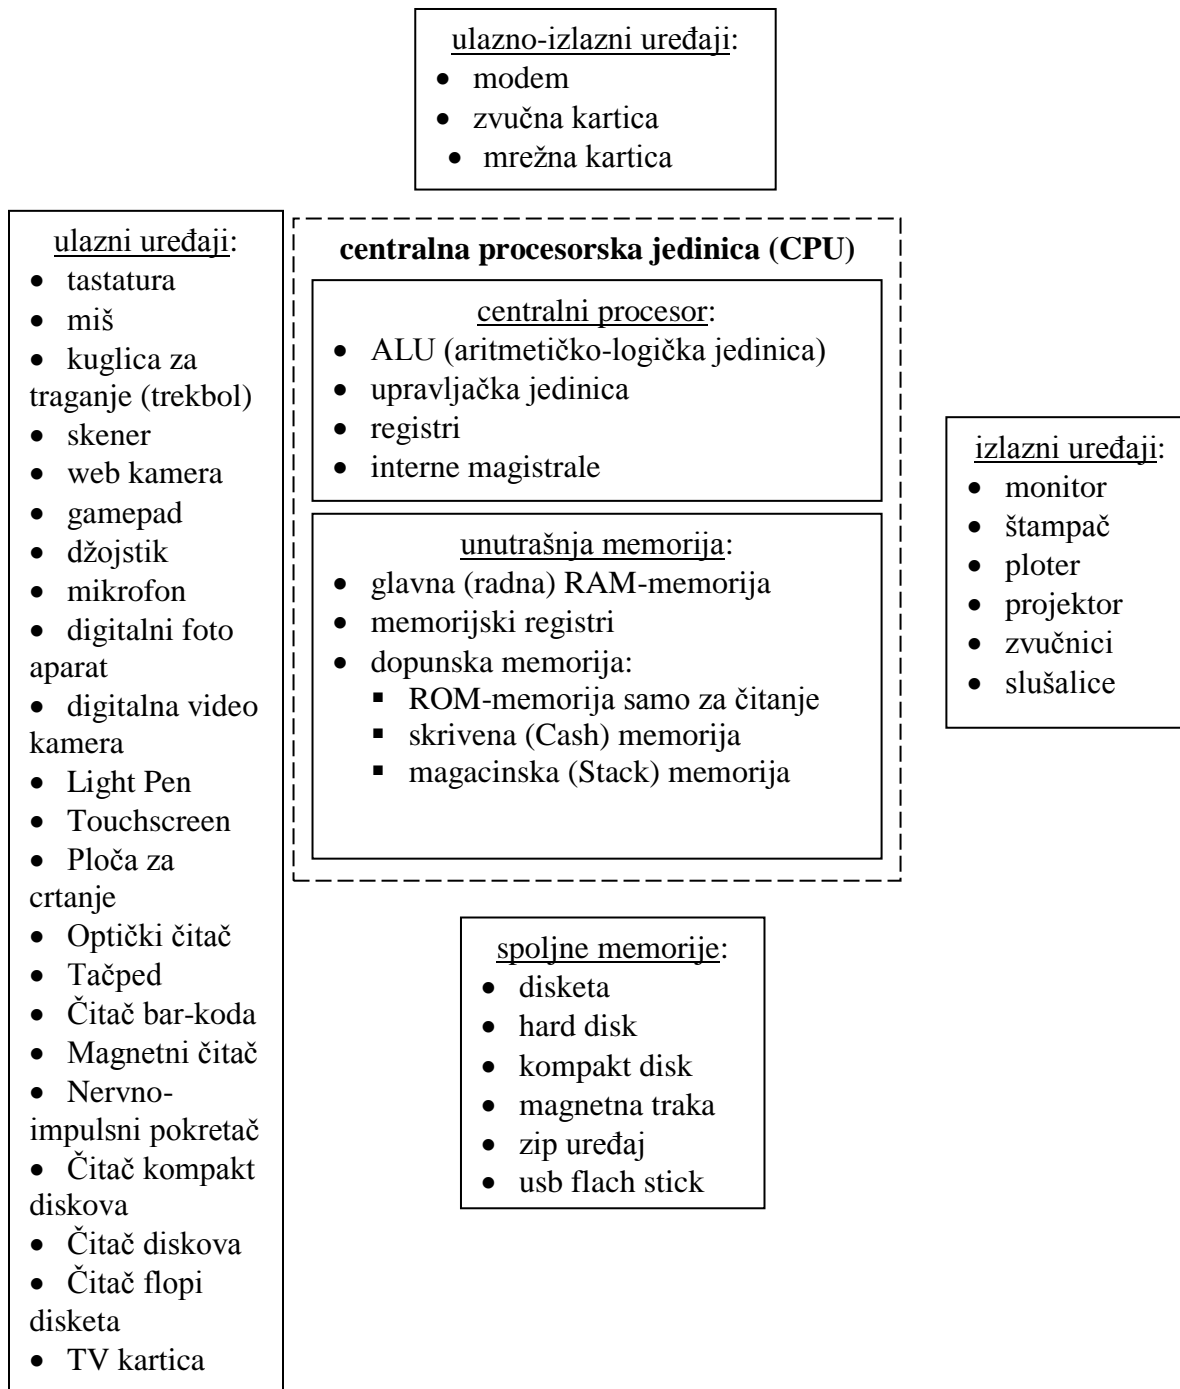 ulazno-izlazni uređaji:
• modem
• zvučna kartica
• mrežna kartica
ulazni uređaji:
• tastatura
• miš
• kuglica za
traganje (trekbol)
• skener
• web kamera
• gamepad
• džojstik
• mikrofon
• digitalni foto
aparat
• digitalna video
kamera
• Light Pen
• Touchscreen
• Ploča za
crtanje
• Optički čitač
• Tačped
• Čitač bar-koda
• Magnetni čitač
• Nervno-
impulsni pokretač
• Čitač kompakt
diskova
• Čitač diskova
• Čitač flopi
disketa
• TV kartica
centralna procesorska jedinica (CPU)
centralni procesor:
• ALU (aritmetičko-logička jedinica)
• upravljačka jedinica
• registri
• interne magistrale
unutrašnja memorija:
• glavna (radna) RAM-memorija
• memorijski registri
• dopunska memorija:
▪ ROM-memorija samo za čitanje
▪ skrivena (Cash) memorija
▪ magacinska (Stack) memorija
izlazni uređaji:
• monitor
• štampač
• ploter
• projektor
• zvučnici
• slušalice
spoljne memorije:
• disketa
• hard disk
• kompakt disk
• magnetna traka
• zip uređaj
• usb flach stick